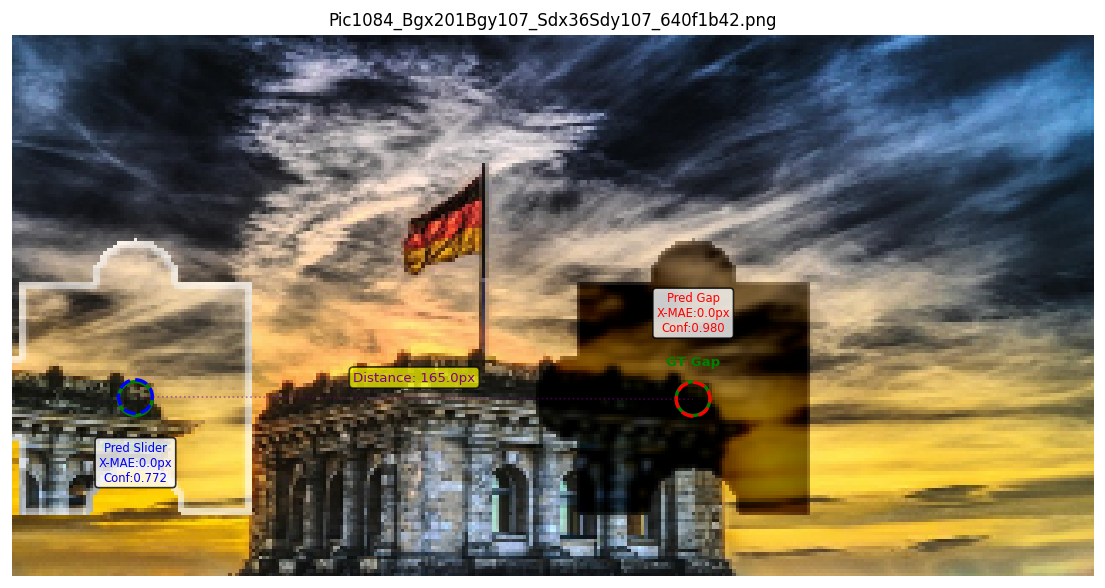 Pic1084_Bgx201Bgy107_Sdx36Sdy107_640f1b42.png
Pred Gap
X-MAE:0.0px
Conf:0.980
GT Gap
Distance: 165.0px
Pred Slider
X-MAE:0.0px
Conf:0.772